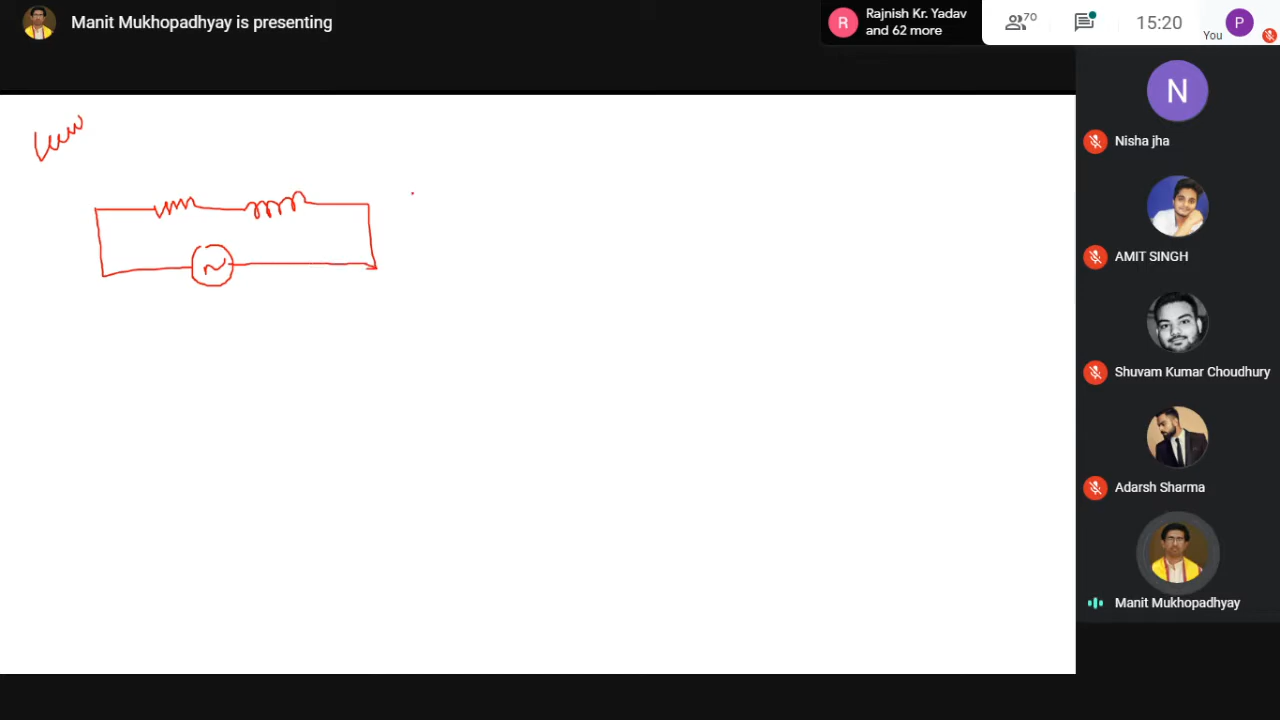 Manit Mukhopadhyay is presenting
R
Rajnish Kr. Yadav
and 62 more
70
15:20
You
P
N
Nisha jha
AMIT SINGH
Shuvam Kumar Choudhury
Adarsh Sharma
Manit Mukhopadhyay